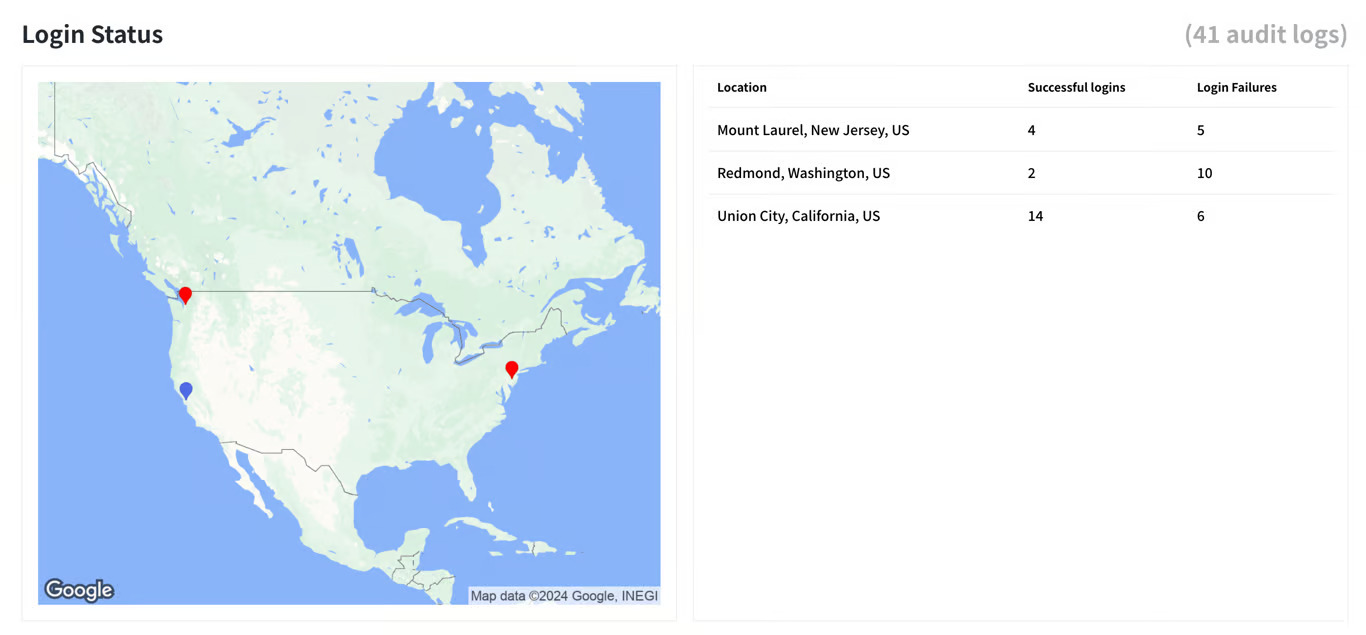 Login Status
(41 audit logs)
Google
Map data ©2024 Google, INEGI
Location Successful logins Login Failures
Mount Laurel, New Jersey, US 4 5
Redmond, Washington, US 2 10
Union City, California, US 14 6